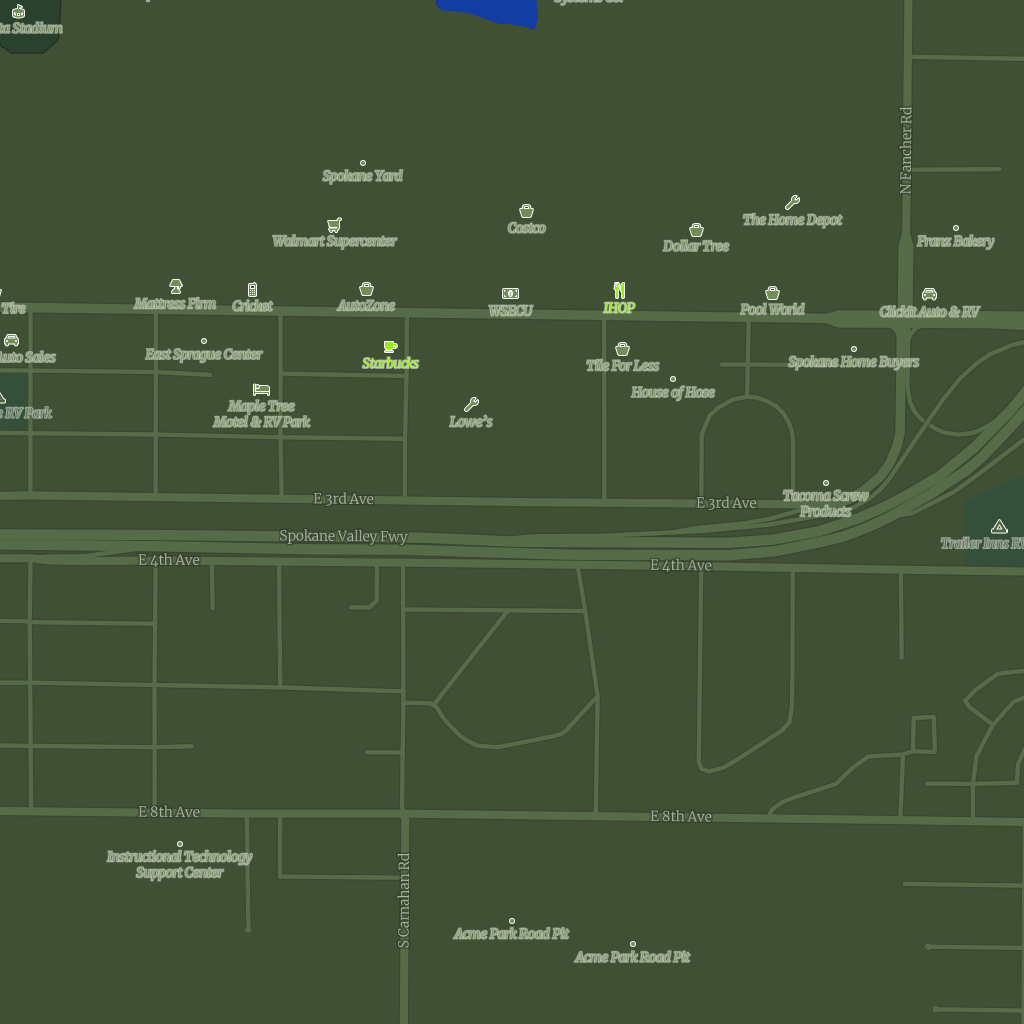 ta Stadium
N Fancher Rd
Spokane Yard
Walmart Supercenter
Costco
Dollar Tree
The Home Depot
Franz Bakery
Tire
Mattress Firm
Cricket
AutoZone
WSECU
IHOP
Pool World
Clickit Auto & RV
Auto Sales
East Sprague Center
Starbucks
Tile For Less
Spokane Home Buyers
House of Hose
RV Park
Maple Tree
Motel & RV Park
Lowe's
E 3rd Ave
E 3rd Ave
Tacoma Screw
Products
Spokane Valley Fwy
Trailer Inns RV
E 4th Ave
E 4th Ave
E 8th Ave
E 8th Ave
Instructional Technology
Support Center
S Carnahan Rd
Acme Park Road Pit
Acme Park Road Pit